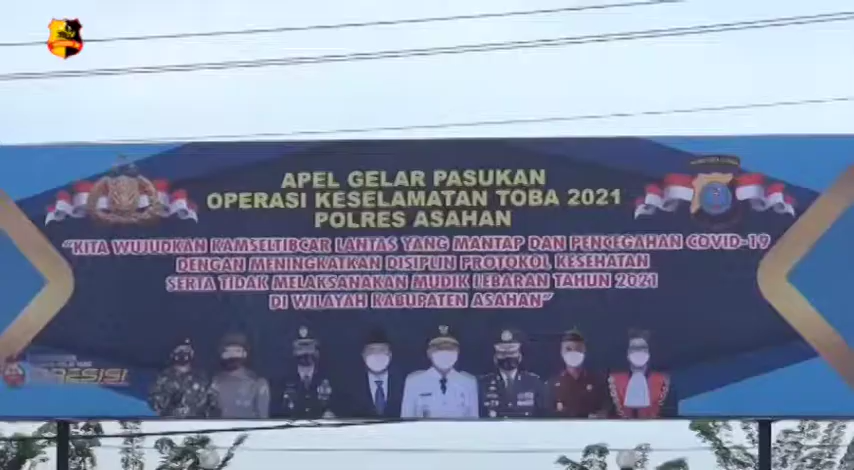 APEL GELAR PASUKAN
OPERASI KESELAMATAN TOBA 2021
POLRES ASAHAN
"KITA WUJUDKAN KAMSELTIBCAR LANTAS YANG MANTAP DAN PENCEGAHAN COVID-19
DENGAN MENINGKATKAN DISIPLIN PROTOKOL KESEHATAN
SERTA TIDAK MELAKSANAKAN MUDIK LEBARAN TAHUN 2021
DI WILAYAH KABUPATEN ASAHAN"
PRESISI